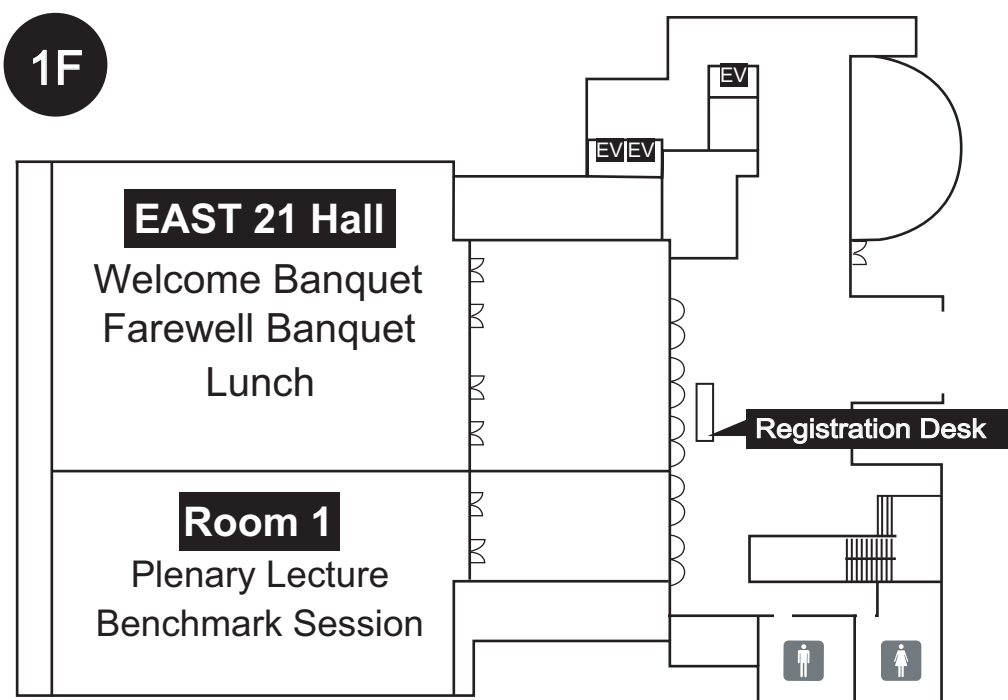 1F
EV
EV EV
EAST 21 Hall
Welcome Banquet
Farewell Banquet
Lunch
Registration Desk
Room 1
Plenary Lecture
Benchmark Session